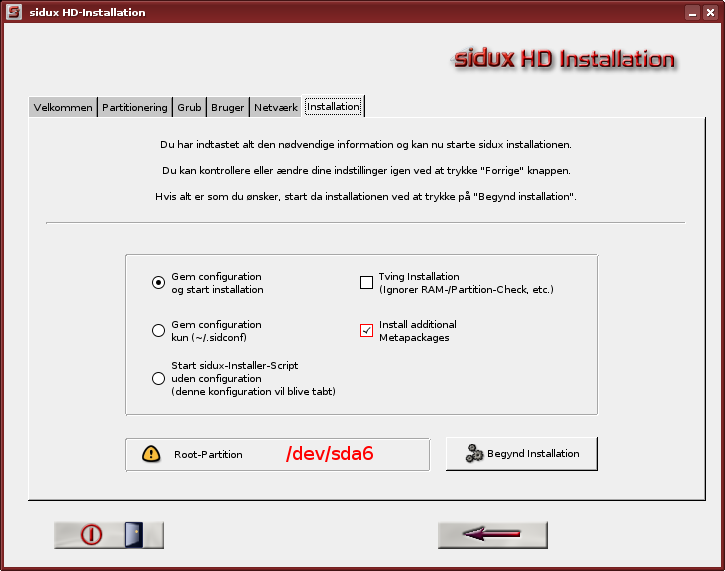 sidux HD-Installation
sidux HD Installation
Velkommen Partitionering Grub Bruger Netværk Installation
Du har indtastet alt den nødvendige information og kan nu starte sidux installationen.
Du kan kontrollere eller ændre dine indstillinger igen ved at trykke "Forrige" knappen.
Hvis alt er som du ønsker, start da installationen ved at trykke på "Begynd installation".
Gem configuration
og start installation
Tving Installation
(Ignorer RAM-/Partition-Check, etc.)
Gem configuration
kun (~/.sidconf)
Install additional
Metapackages
Start sidux-Installer-Script
uden configuration
(denne konfiguration vil blive tabt)
Root-Partition /dev/sda6
Begynd Installation